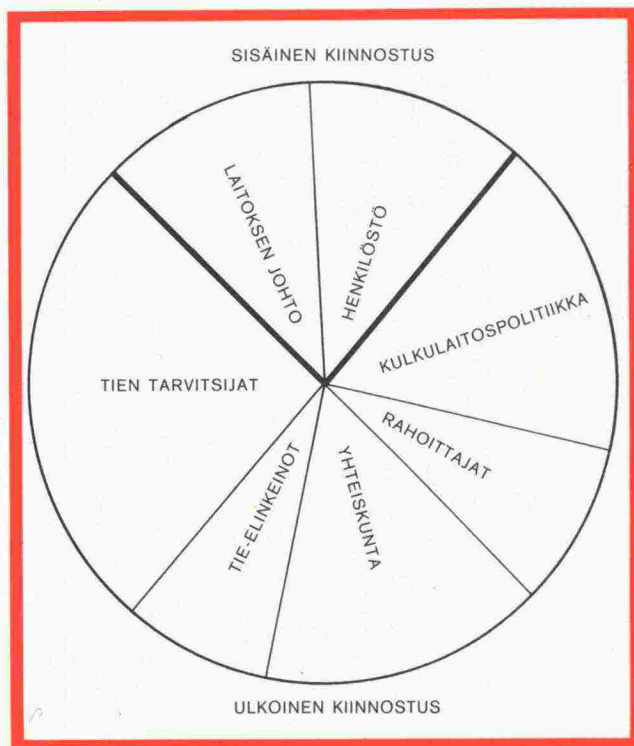 SISÄINEN KIINNOSTUS
LAITOKSEN JOHTO
HENKILÖSTÖ
KULKULAITOSPOLITIIKKA
TIEN TARVITSIJAT
RAHOITTAJAT
TIE-ELINKEINOT
YHTEISKUNTA
ULKOINEN KIINNOSTUS